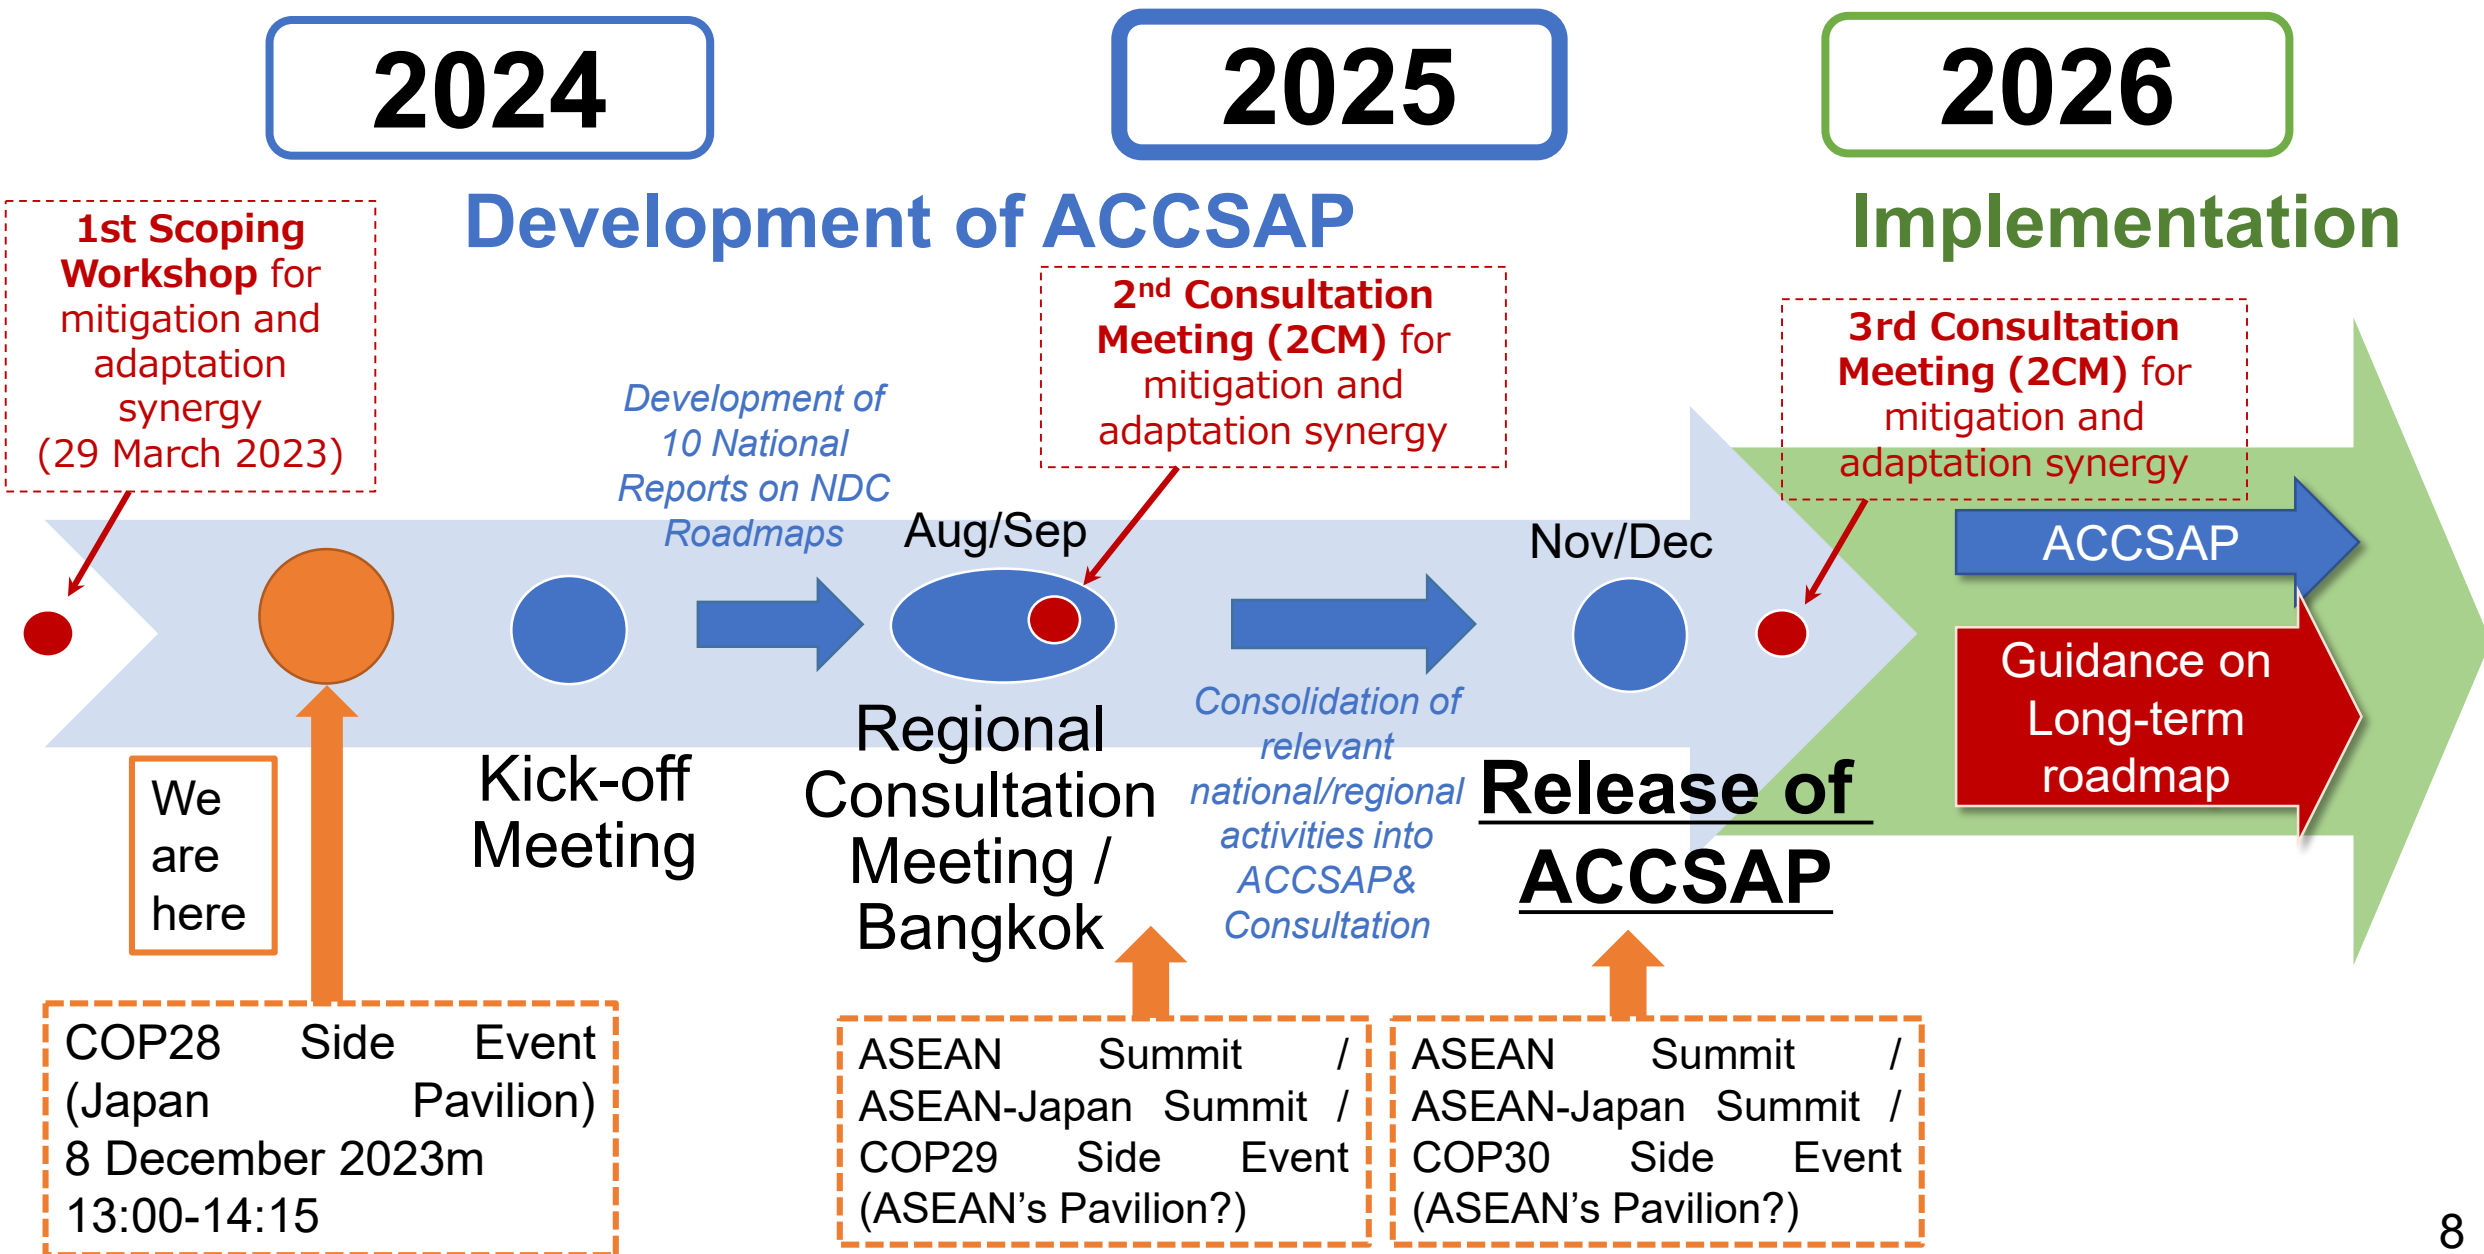 2024
2025
2026
Development of ACCSAP
Implementation
1st Scoping
Workshop for
mitigation and
adaptation
synergy
(29 March 2023)
Development of
10 National
Reports on NDC
Roadmaps
2nd Consultation
Meeting (2CM) for
mitigation and
adaptation synergy
3rd Consultation
Meeting (2CM) for
mitigation and
adaptation synergy
Aug/Sep
Nov/Dec
ACCSAP
Guidance on
Long-term
roadmap
We
are
here
Kick-off
Meeting
Regional
Consultation
Meeting /
Bangkok
Consolidation of
relevant
national/regional
activities into
ACCSAP&
Consultation
Release of
ACCSAP
COP28 Side Event
(Japan Pavilion)
8 December 2023m
13:00-14:15
ASEAN Summit /
ASEAN-Japan Summit /
COP29 Side Event
(ASEAN’s Pavilion?)
ASEAN Summit /
ASEAN-Japan Summit /
COP30 Side Event
(ASEAN’s Pavilion?)
8